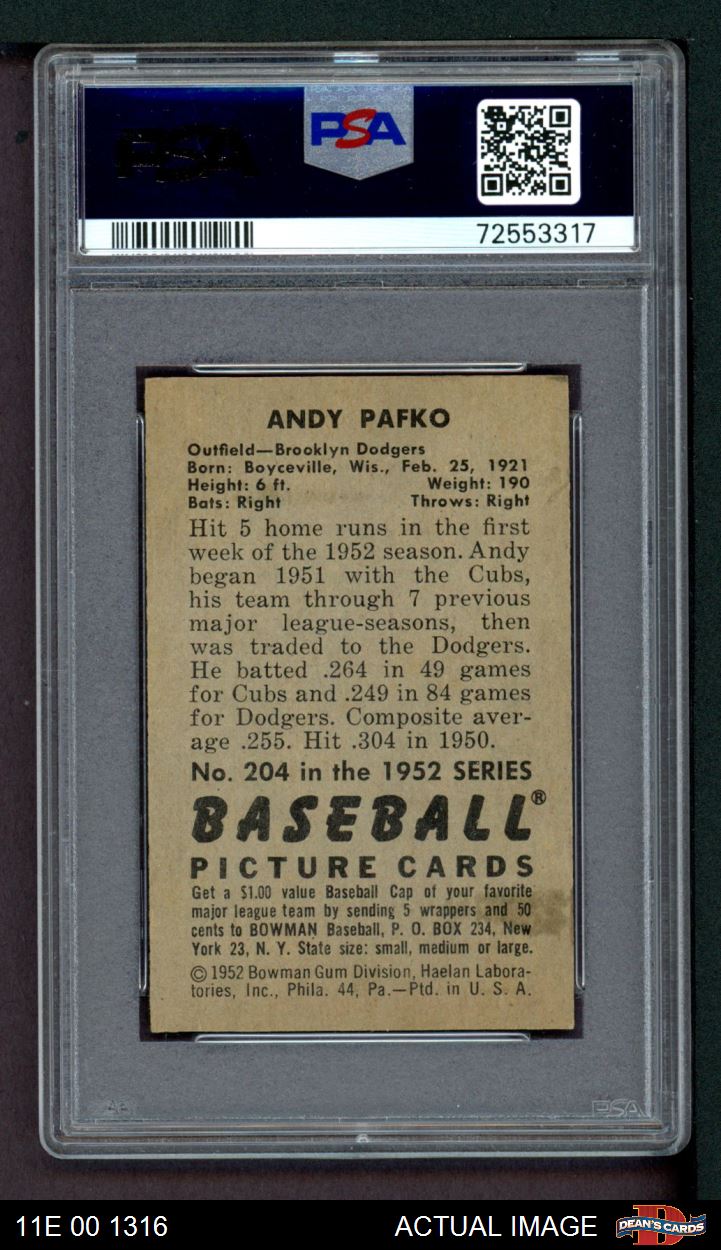 PSA
PSA
72553317
ANDY PAFKO
Outfield—Brooklyn Dodgers
Born: Boyceville, Wis., Feb. 25, 1921
Height: 6 ft. Weight: 190
Bats: Right Throws: Right
Hit 5 home runs in the first
week of the 1952 season. Andy
began 1951 with the Cubs,
his team through 7 previous
major league-seasons, then
was traded to the Dodgers.
He batted .264 in 49 games
for Cubs and .249 in 84 games
for Dodgers. Composite aver-
age .255. Hit .304 in 1950.
No. 204 in the 1952 SERIES
BASEBALL®
PICTURE CARDS
Get a $1.00 value Baseball Cap of your favorite
major league team by sending 5 wrappers and 50
cents to BOWMAN Baseball, P. O. BOX 234, New
York 23, N. Y. State size: small, medium or large.
© 1952 Bowman Gum Division, Haelan Labora-
tories, Inc., Phila. 44, Pa.—Ptd. in U. S. A.
PSA
11E 00 1316 ACTUAL IMAGE DEAN'S CARDS